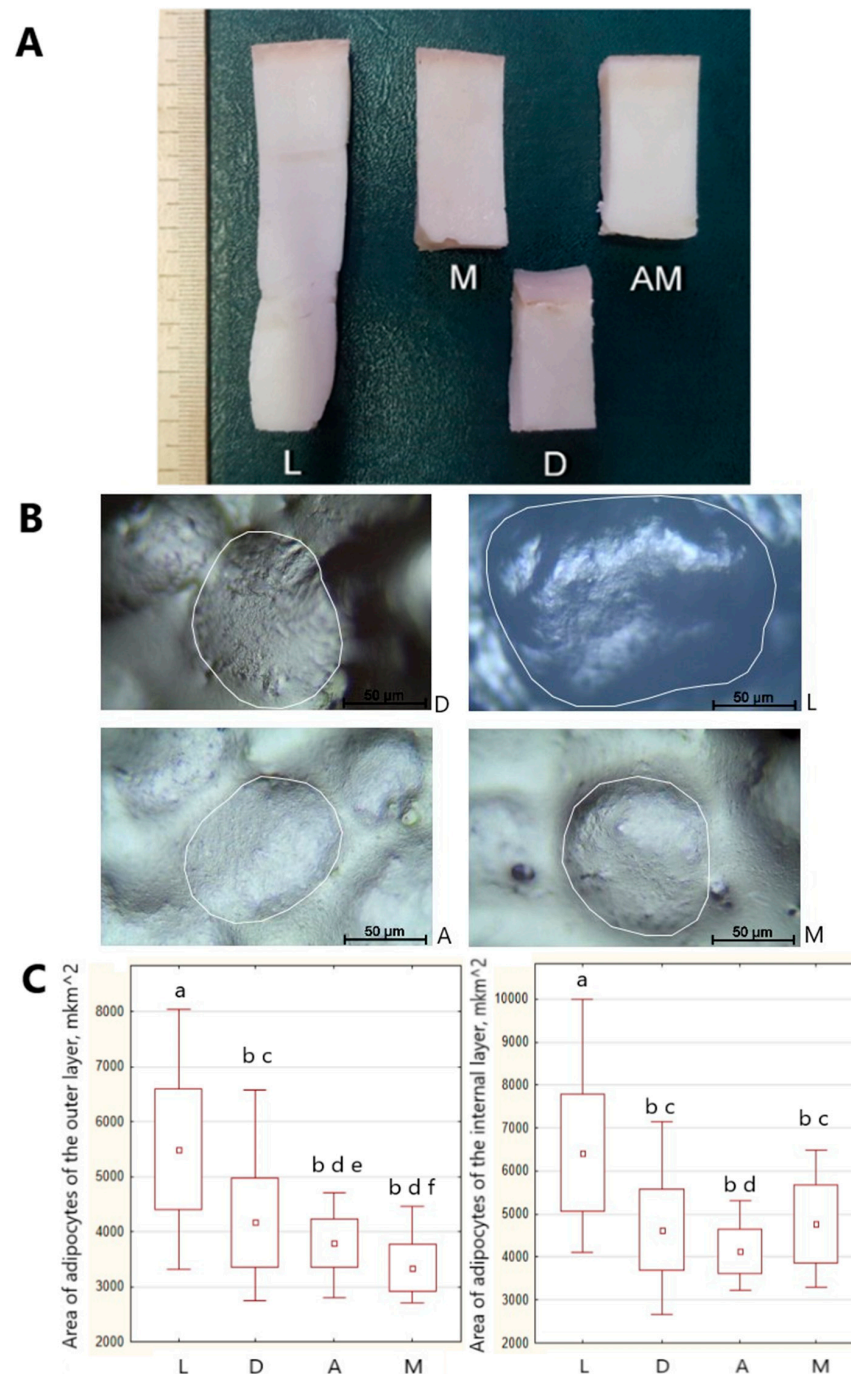 A
L
M
AM
D
B
50 µm
D
50 µm
L
50 µm
A
50 µm
M
C
Area of adipocytes of the outer layer, mkm^2
8000
7000
6000
5000
4000
3000
2000
a
b c
b d e
b d f
L D A M
Area of adipocytes of the internal layer, mkm^2
10000
9000
8000
7000
6000
5000
4000
3000
2000
a
b c
b d
b c
L D A M